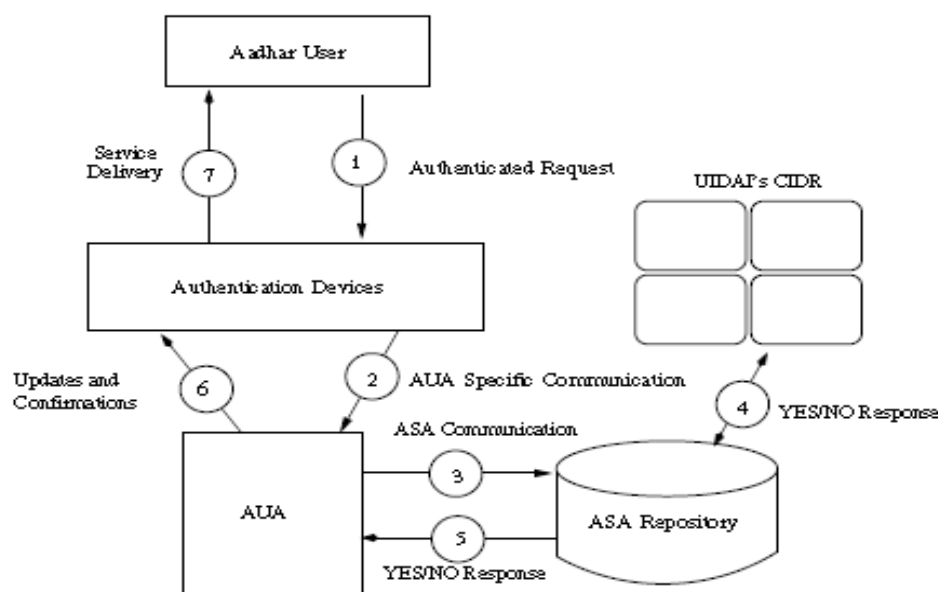 Aadhar User
Service
Delivery
7
1
Authenticated Request
UIDAI's CIDR
Authentication Devices
Updates and
Confirmations
6
2
AUA Specific Communication
4
YES/NO Response
ASA Communication
3
AUA
ASA Repository
5
YES/NO Response